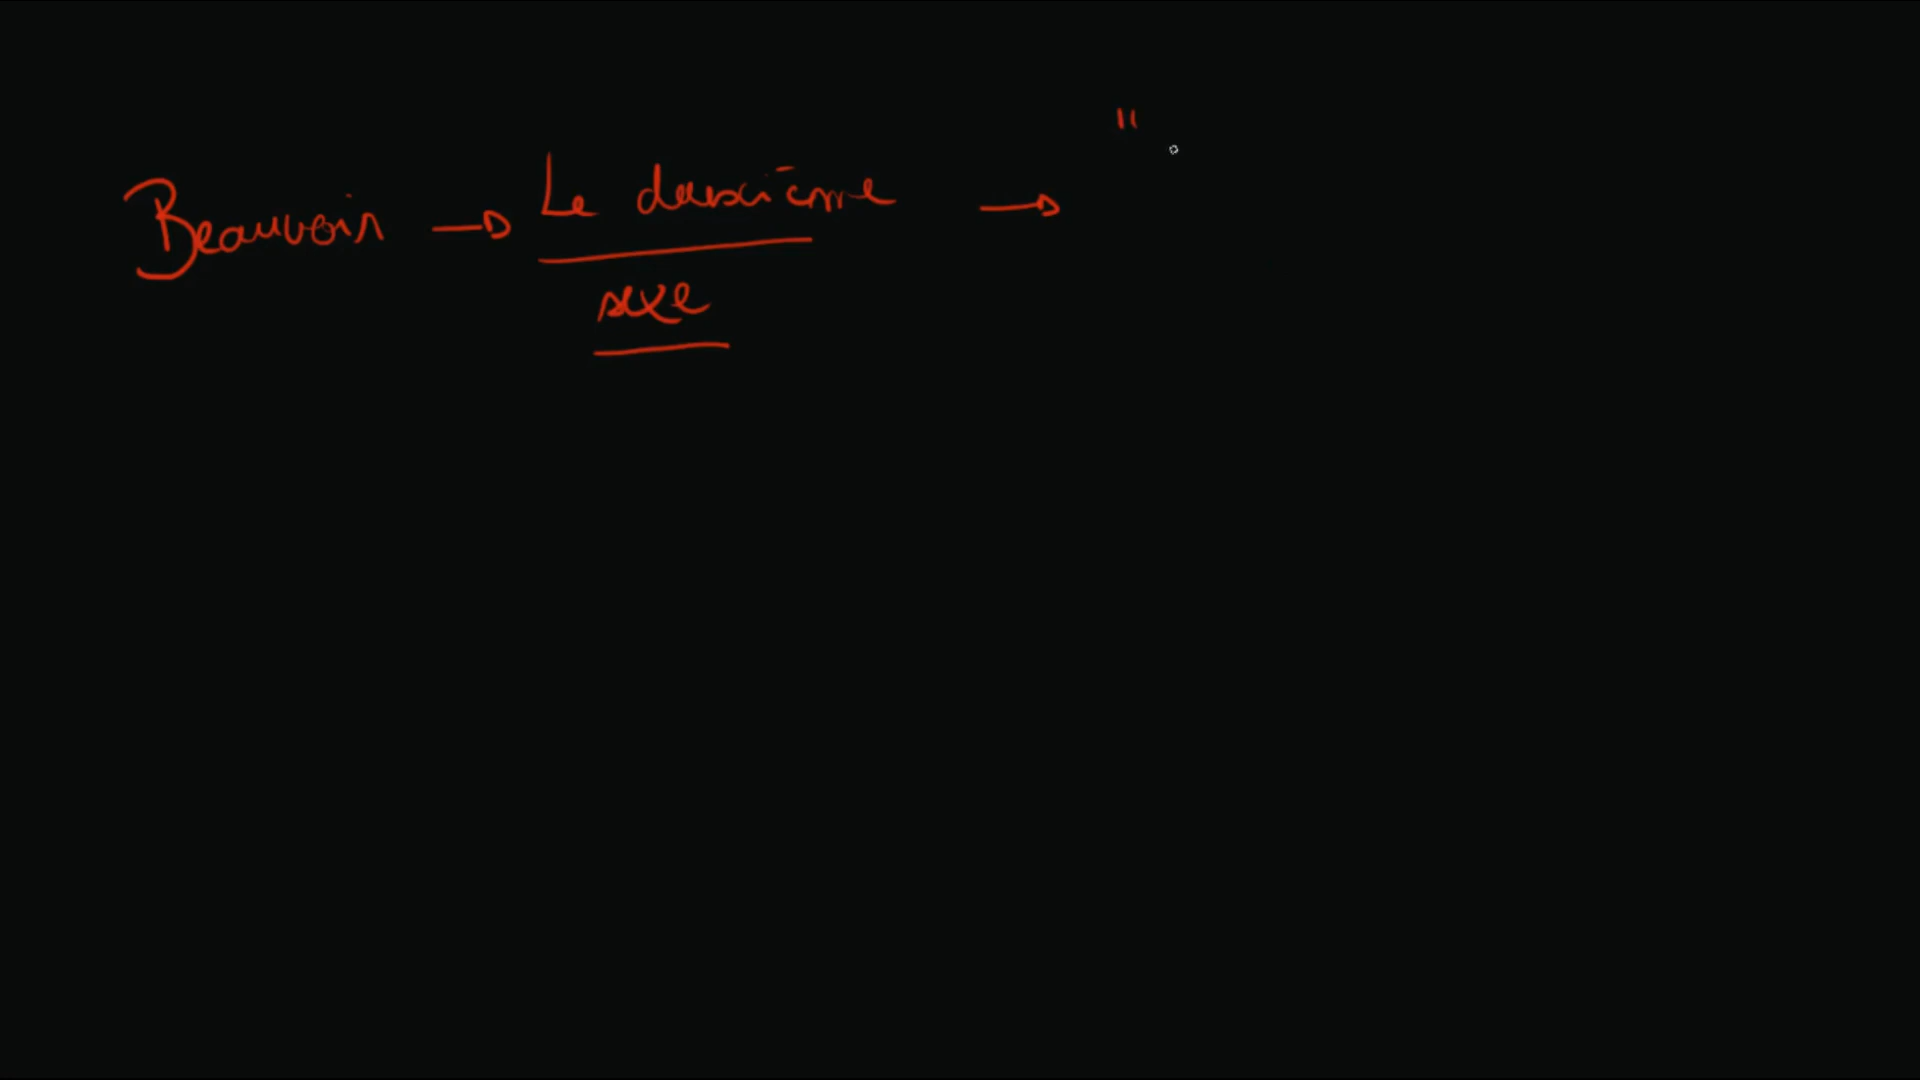 Beauvoir → Le deuxième → "
sexe